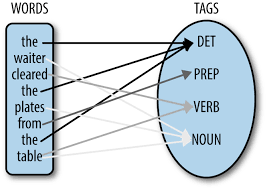 WORDS
TAGS
the
waiter
cleared
the
plates
from
the
table
DET
PREP
VERB
NOUN